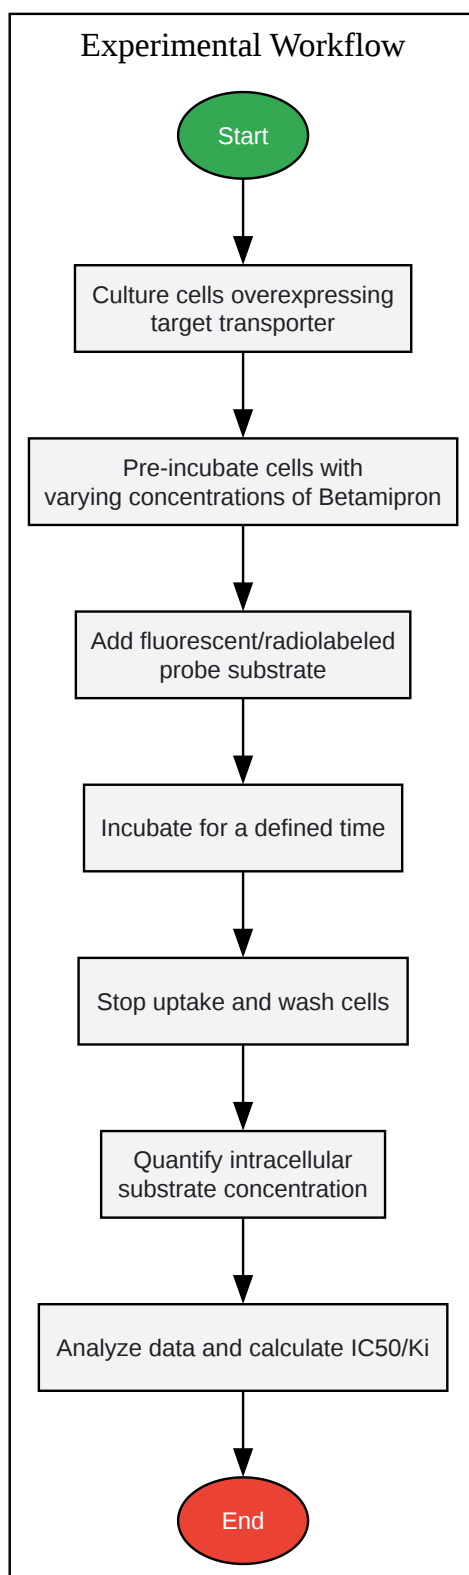 Experimental Workflow
Start
Culture cells overexpressing
target transporter
Pre-incubate cells with
varying concentrations of Betamipron
Add fluorescent/radiolabeled
probe substrate
Incubate for a defined time
Stop uptake and wash cells
Quantify intracellular
substrate concentration
Analyze data and calculate IC50/Ki
End